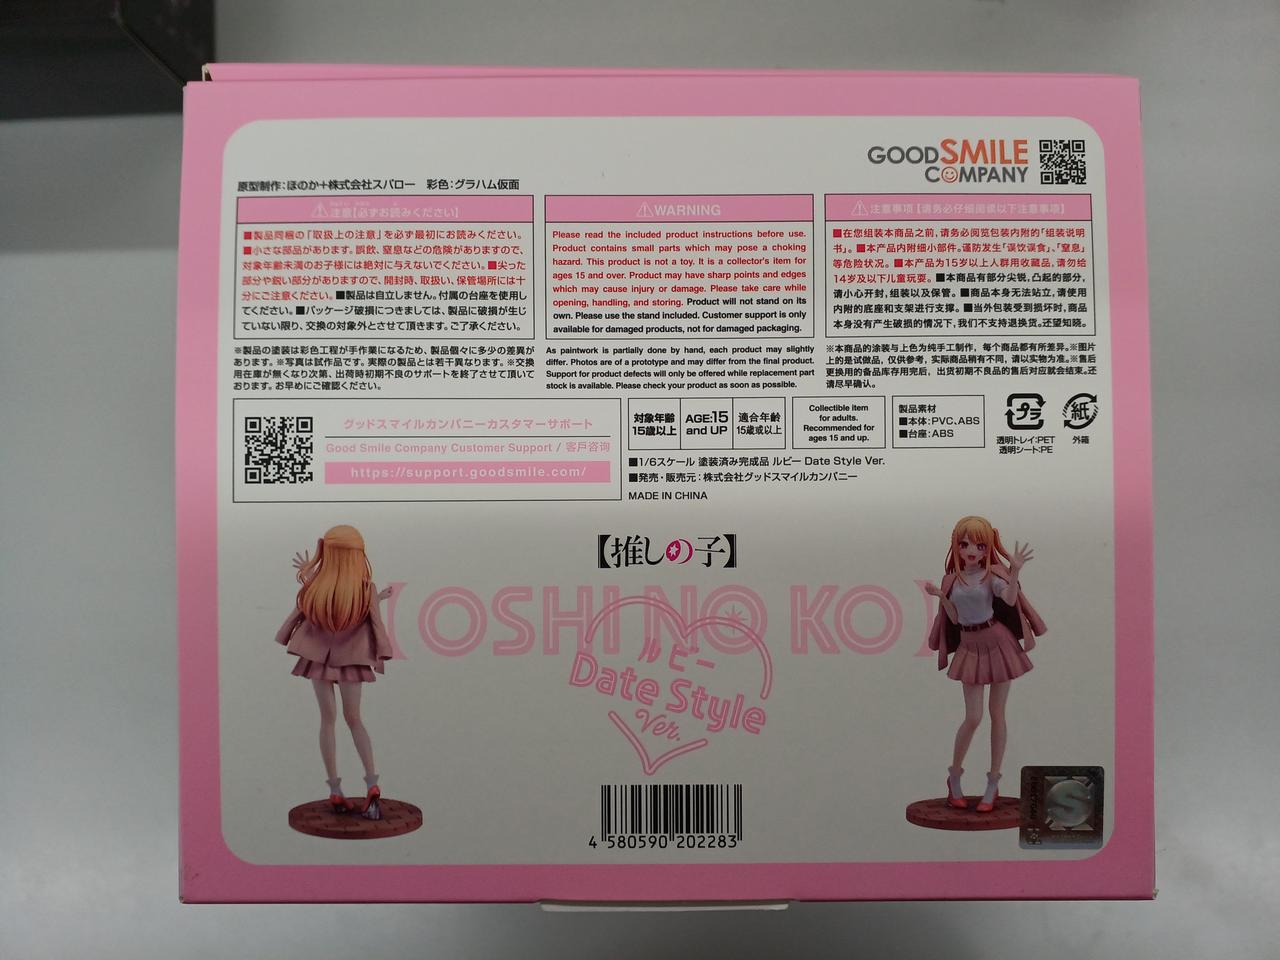 GOODSMILE
COMPANY
原型制作：ほのか＋株式会社スパロー　彩色：グラハム仮面
⚠注意【必ずお読みください】
■製品同梱の「取扱上の注意」を必ず最初にお読みください。
■小さな部品があります。誤飲、窒息などの危険がありますので、
対象年齢未満のお子様には絶対に与えないでください。■尖った
部分や鋭い部分がありますので、開封時、取扱い、保管場所には十
分にご注意ください。■製品は自立しません。付属の台座を使用し
てください。■パッケージ破損につきましては、製品に破損が生じ
ていない限り、交換の対象外とさせて頂きます。ご了承ください。
※製品の塗装は彩色工程が手作業になるため、製品個々に多少の差異が
あります。※写真は試作品です。実際の製品とは若干異なります。※交換
用在庫が無くなり次第、出荷時初期不良のサポートを終了させて頂いて
おります。お早めにご確認ください。
⚠WARNING
Please read the included product instructions before use.
Product contains small parts which may pose a choking
hazard. This product is not a toy. It is a collector's item for
ages 15 and over. Product may have sharp points and edges
which may cause injury or damage. Please take care while
opening, handling, and storing. Product will not stand on its
own. Please use the stand included. Customer support is only
available for damaged products, not for damaged packaging.
As paintwork is partially done by hand, each product may slightly
differ. Photos are of a prototype and may differ from the final product.
Support for product defects will only be offered while replacement part
stock is available. Please check your product as soon as possible.
⚠注意事项【请务必仔细阅读以下注意事项】
■在您组装本商品之前，请务必阅览包装内附的「组装说明
书」。■本产品内附细小部件。谨防发生「误饮误食」、「窒息」
等危险状况。■本产品为15岁以上人群用收藏品，请勿给
14岁及以下儿童玩耍。■本商品有部分尖锐，凸起的部分，
请小心开封，组装以及保管。■商品本身无法站立，请使用
内附的底座和支架进行支撑。■当外包装受到损坏时，商品
本身没有产生破损的情况下，我们不支持退换货。还望知晓。
※本商品的涂装与上色为纯手工制作，每个商品都有所差异。※图片
上的是试做品，仅供参考，实际商品稍有不同，请以实物为准。※售后
更换用的备品库存用完后，出货初期不良品的售后对应就会结束。还
请尽早确认。
グッドスマイルカンパニーカスタマーサポート
Good Smile Company Customer Support / 客戶咨询
https://support.goodsmile.com/
対象年齢
15歳以上
AGE:15
and UP
適合年齡
15歲或以上
Collectible item
for adults.
Recommended for
ages 15 and up.
製品素材
■本体：PVC、ABS
■台座：ABS
プラ
透明トレイ：PET
透明シート：PE
紙
外箱
■1/6スケール 塗装済み完成品 ルビー Date Style Ver.
■発売・販売元：株式会社グッドスマイルカンパニー
MADE IN CHINA
【推しの子】
【OSHI NO KO】
ルビー
Date Style
Ver.
4 580590 202283